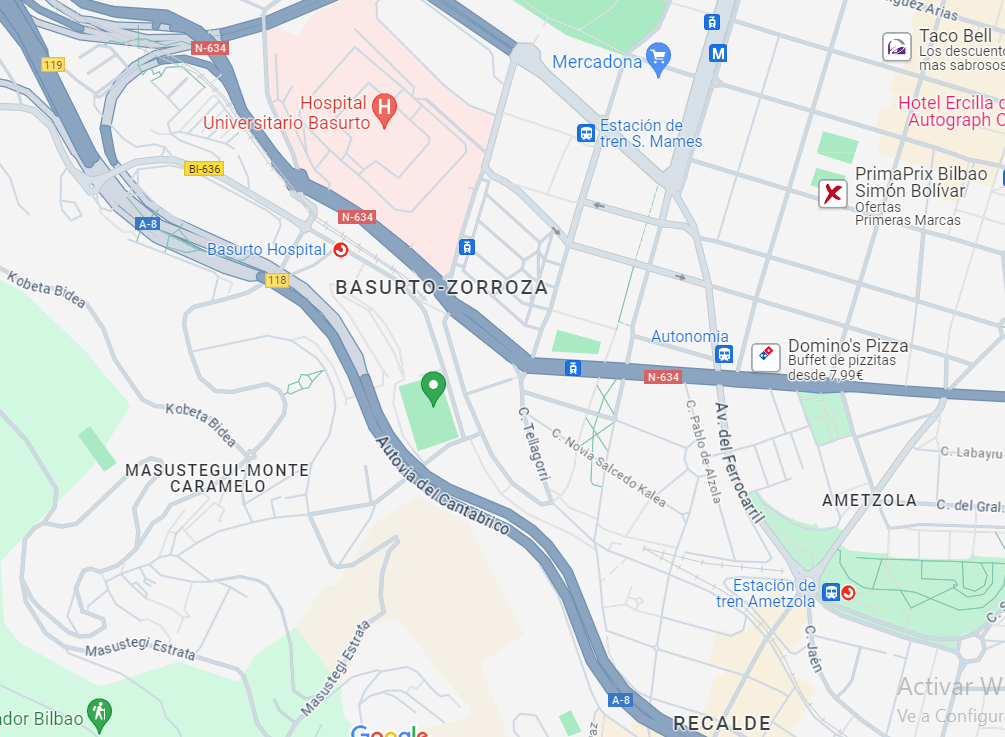 guez Arias
Taco Bell
Los descuento
mas sabrosos
N-634
119
Mercadona
M
Hospital
Universitario Basurto
H
Hotel Ercilla d
Autograph C
Estación de
tren S. Mames
BI-636
PrimaPrix Bilbao
Simón Bolívar
Ofertas
Primeras Marcas
N-634
A-8
Basurto Hospital
118
BASURTO-ZORROZA
Kobeta Bidea
Autonomia
Domino's Pizza
Buffet de pizzitas
desde 7,99€
N-634
Kobeta Bidea
C. Tellagorri
C. Novia Salcedo Kalea
C. Pablo de Alzola
Av. del Ferrocarril
C. Labayru
MASUSTEGUI-MONTE
CARAMELO
Autovía del Cantábrico
AMETZOLA
C. del Gral.
Estación de
tren Ametzola
C. Jaén
Masustegi Estrata
Masustegi Estrata
A-8
Activar W
Ve a Configur
ador Bilbao
RECALDE
Google